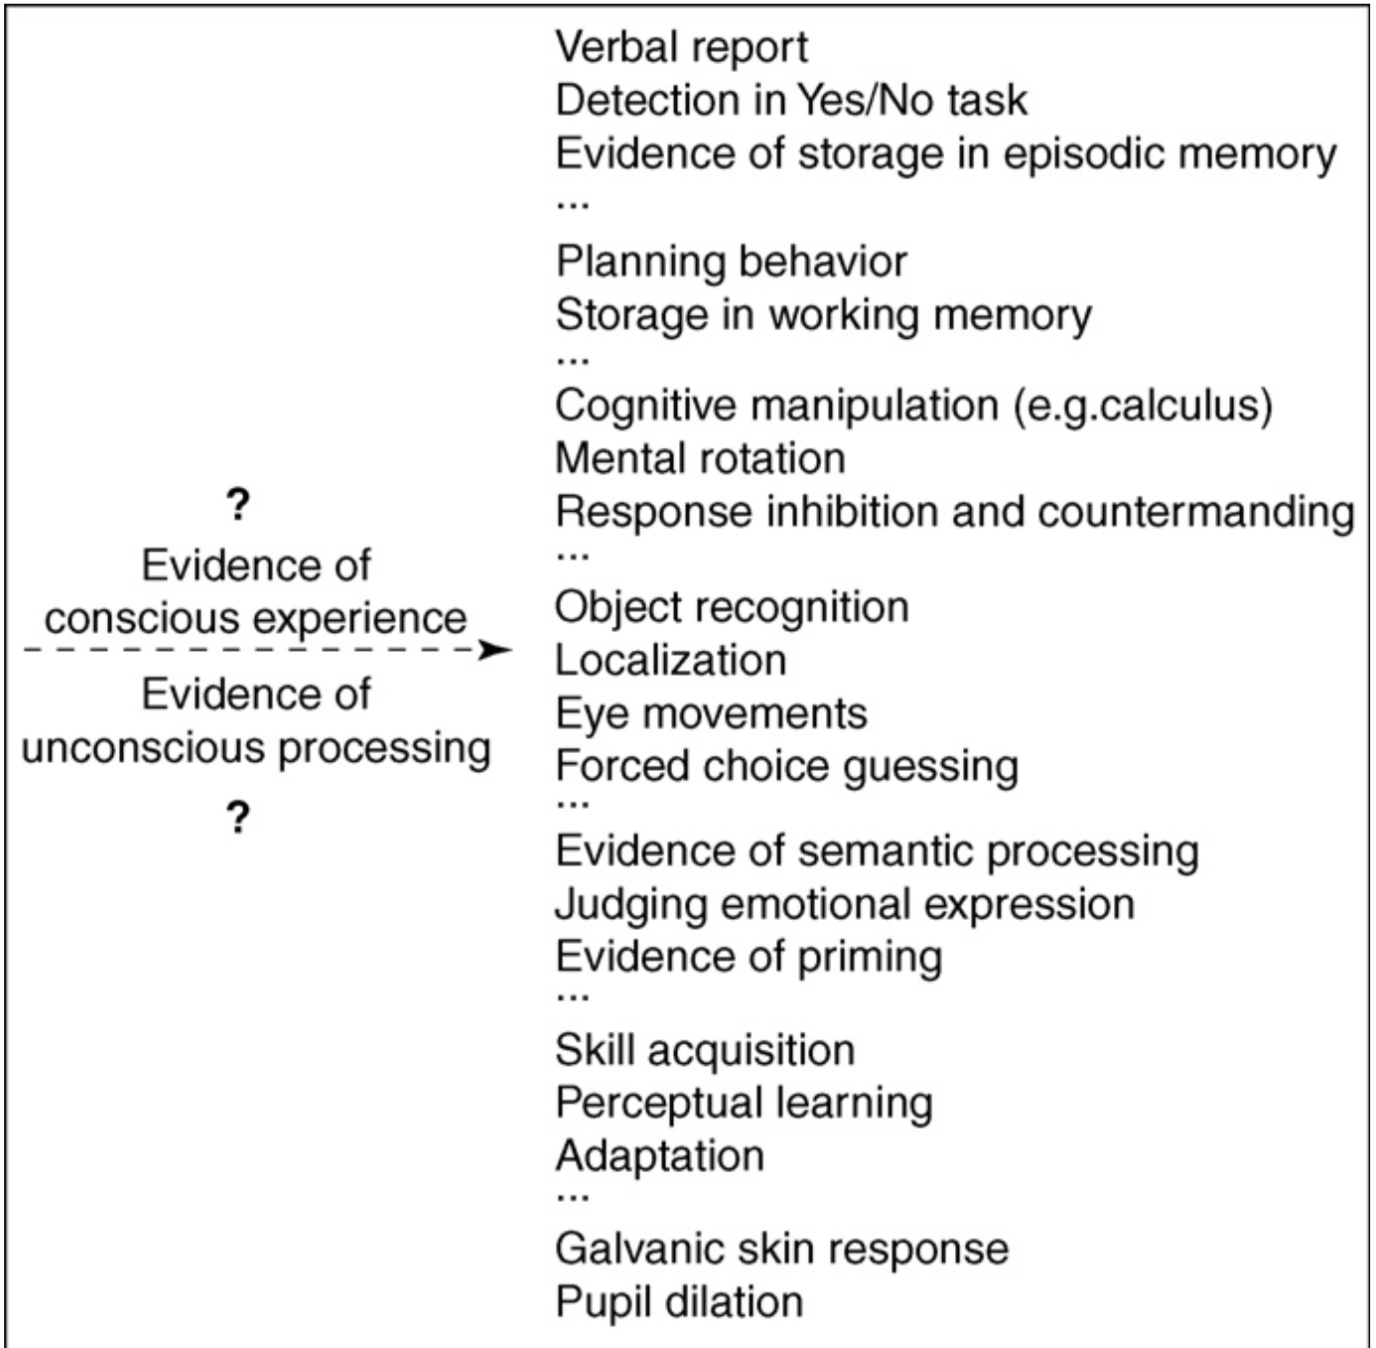 Verbal report
Detection in Yes/No task
Evidence of storage in episodic memory
...
Planning behavior
Storage in working memory
...
Cognitive manipulation (e.g.calculus)
Mental rotation
Response inhibition and countermanding
...
?
Evidence of
conscious experience
Evidence of
unconscious processing
?
Object recognition
Localization
Eye movements
Forced choice guessing
...
Evidence of semantic processing
Judging emotional expression
Evidence of priming
...
Skill acquisition
Perceptual learning
Adaptation
...
Galvanic skin response
Pupil dilation